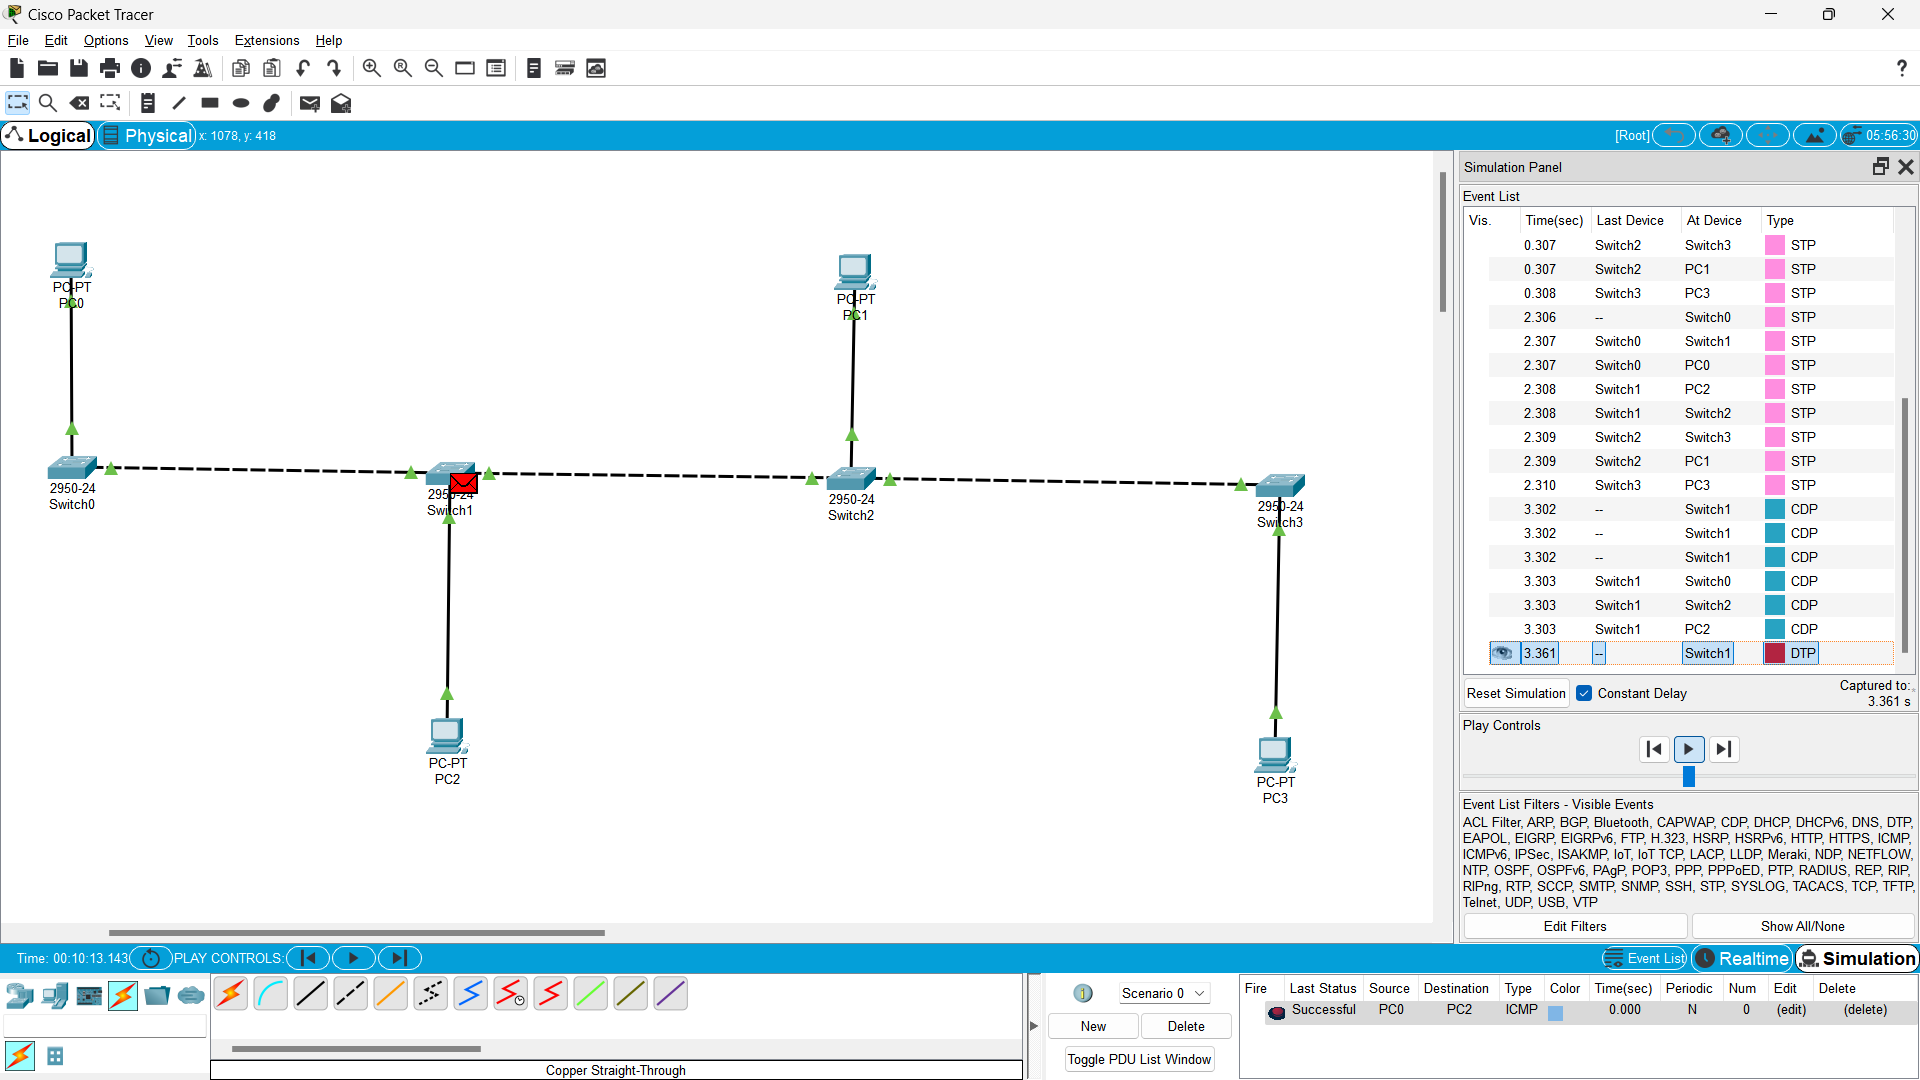 Cisco Packet Tracer
File Edit Options View Tools Extensions Help
Logical Physical x: 1078, y: 418 [Root] 05:56:30
PC-PT
PC0
PC-PT
PC1
2950-24
Switch0
2950-24
Switch1
2950-24
Switch2
2950-24
Switch3
PC-PT
PC2
PC-PT
PC3
Simulation Panel
Event List
Vis. Time(sec) Last Device At Device Type
0.307 Switch2 Switch3 STP
0.307 Switch2 PC1 STP
0.308 Switch3 PC3 STP
2.306 -- Switch0 STP
2.307 Switch0 Switch1 STP
2.307 Switch0 PC0 STP
2.308 Switch1 PC2 STP
2.308 Switch1 Switch2 STP
2.309 Switch2 Switch3 STP
2.309 Switch2 PC1 STP
2.310 Switch3 PC3 STP
3.302 -- Switch1 CDP
3.302 -- Switch1 CDP
3.302 -- Switch1 CDP
3.303 Switch1 Switch0 CDP
3.303 Switch1 Switch2 CDP
3.303 Switch1 PC2 CDP
3.361 -- Switch1 DTP
Reset Simulation Constant Delay Captured to:
3.361 s
Play Controls
Event List Filters - Visible Events
ACL Filter, ARP, BGP, Bluetooth, CAPWAP, CDP, DHCP, DHCPv6, DNS, DTP,
EAPOL, EIGRP, EIGRPv6, FTP, H.323, HSRP, HSRPv6, HTTP, HTTPS, ICMP,
ICMPv6, IPSec, ISAKMP, IoT, IoT TCP, LACP, LLDP, Meraki, NDP, NETFLOW,
NTP, OSPF, OSPFv6, PAgP, POP3, PPP, PPPoED, PTP, RADIUS, REP, RIP,
RIPng, RTP, SCCP, SMTP, SNMP, SSH, STP, SYSLOG, TACACS, TCP, TFTP,
Telnet, UDP, USB, VTP
Edit Filters Show All/None
Time: 00:10:13.143 PLAY CONTROLS: Event List Realtime Simulation
Copper Straight-Through
Scenario 0
New Delete
Toggle PDU List Window
Fire Last Status Source Destination Type Color Time(sec) Periodic Num Edit Delete
Successful PC0 PC2 ICMP 0.000 N 0 (edit) (delete)